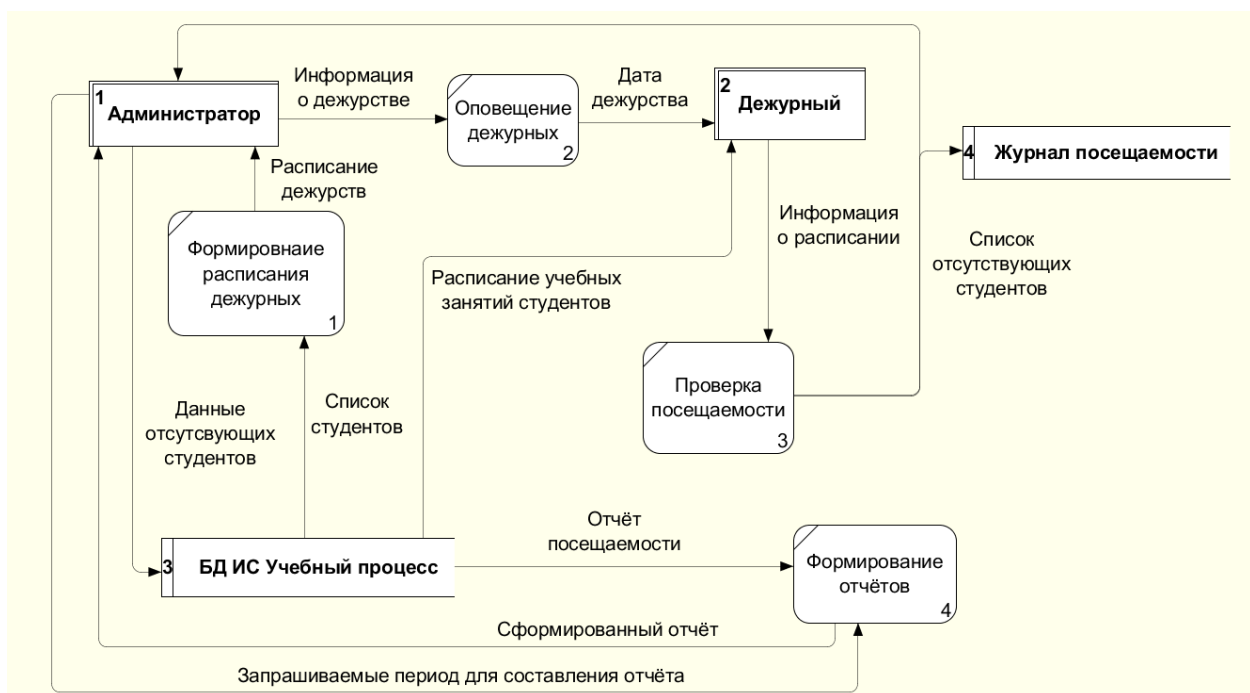 1
Администратор
Информация
о дежурстве
Оповещение
дежурных
2
Дата
дежурства
2
Дежурный
4
Журнал посещаемости
Расписание
дежурств
Формировнаие
расписания
дежурных
1
Расписание учебных
занятий студентов
Информация
о расписании
Список
отсутствующих
студентов
Проверка
посещаемости
3
Данные
отсутсвующих
студентов
Список
студентов
3
БД ИС Учебный процесс
Отчёт
посещаемости
Формирование
отчётов
4
Сформированный отчёт
Запрашиваемые период для составления отчёта